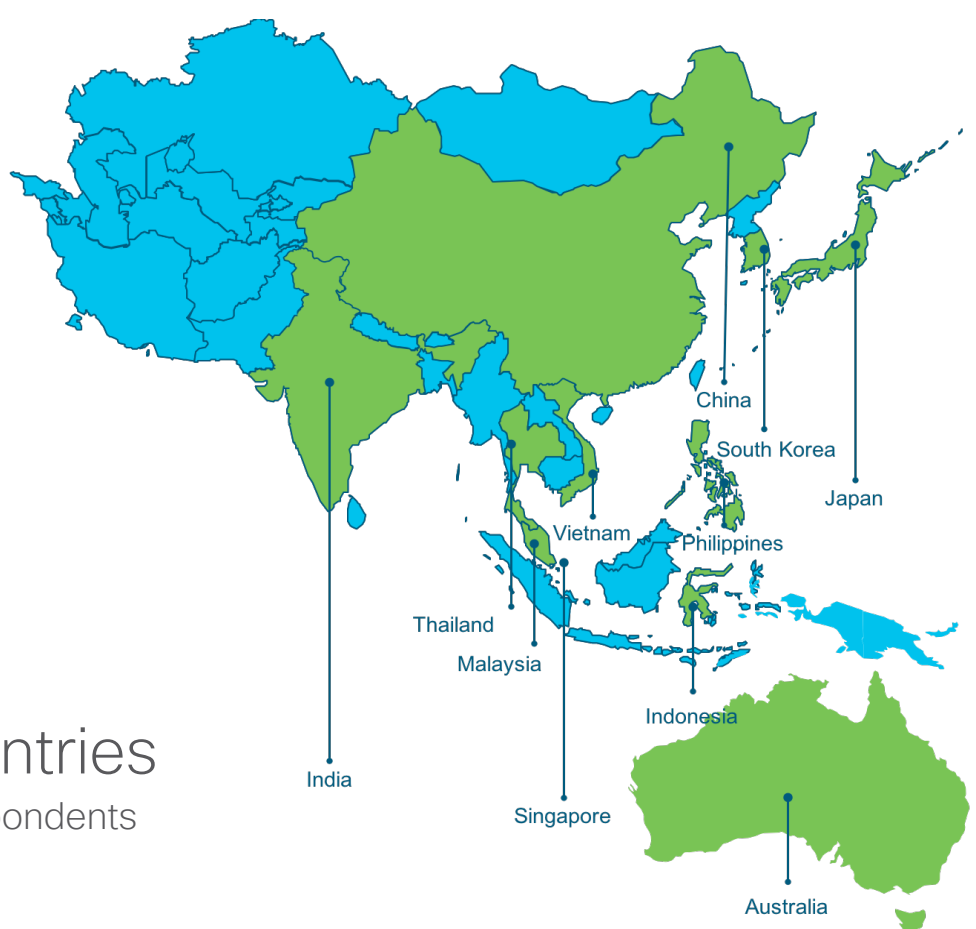 China
South Korea
Japan
Vietnam
Philippines
Thailand
Malaysia
Indonesia
ntries
India
ondents
Singapore
Australia